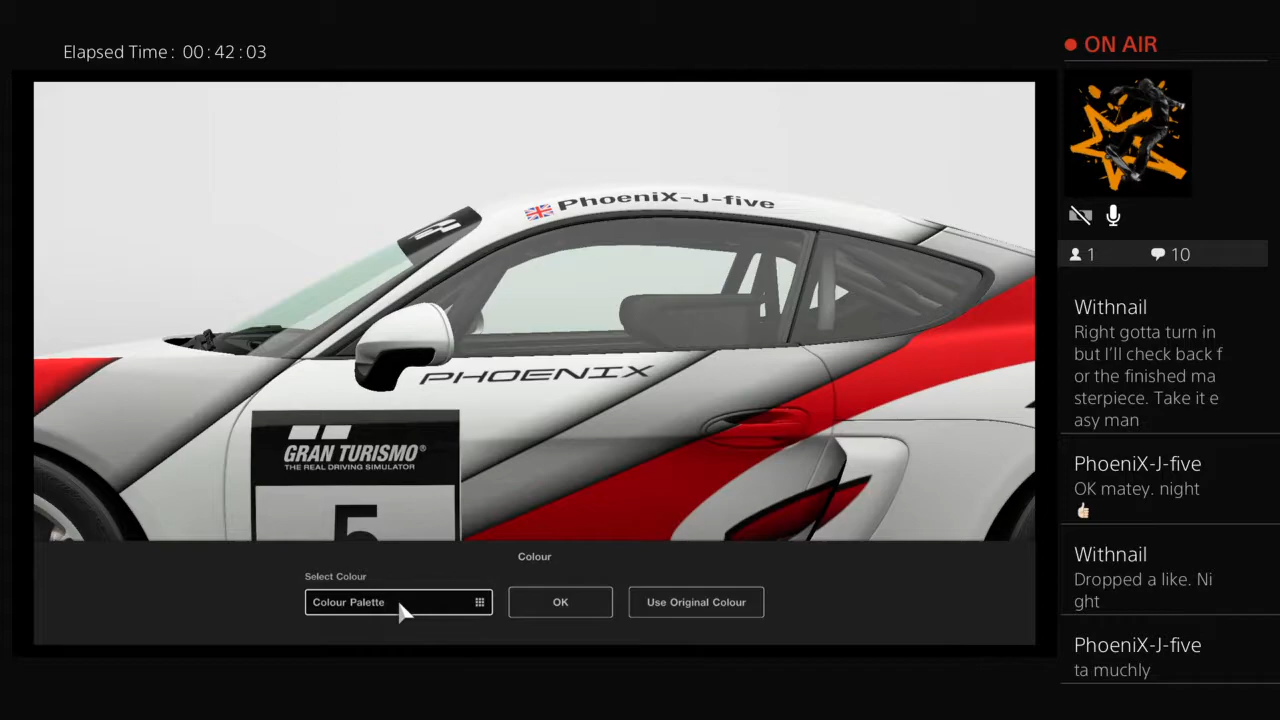 Elapsed Time: 00:42:03
ON AIR
PhoeniX-J-five
PHOENIX
GRAN TURISMO®
THE REAL DRIVING SIMULATOR
5
Colour
Select Colour
Colour Palette
OK
Use Original Colour
1
10
Withnail
Right gotta turn in
but I'll check back f
or the finished ma
sterpiece. Take it e
asy man
PhoeniX-J-five
OK matey. night
👍🏻
Withnail
Dropped a like. Ni
ght
PhoeniX-J-five
ta muchly